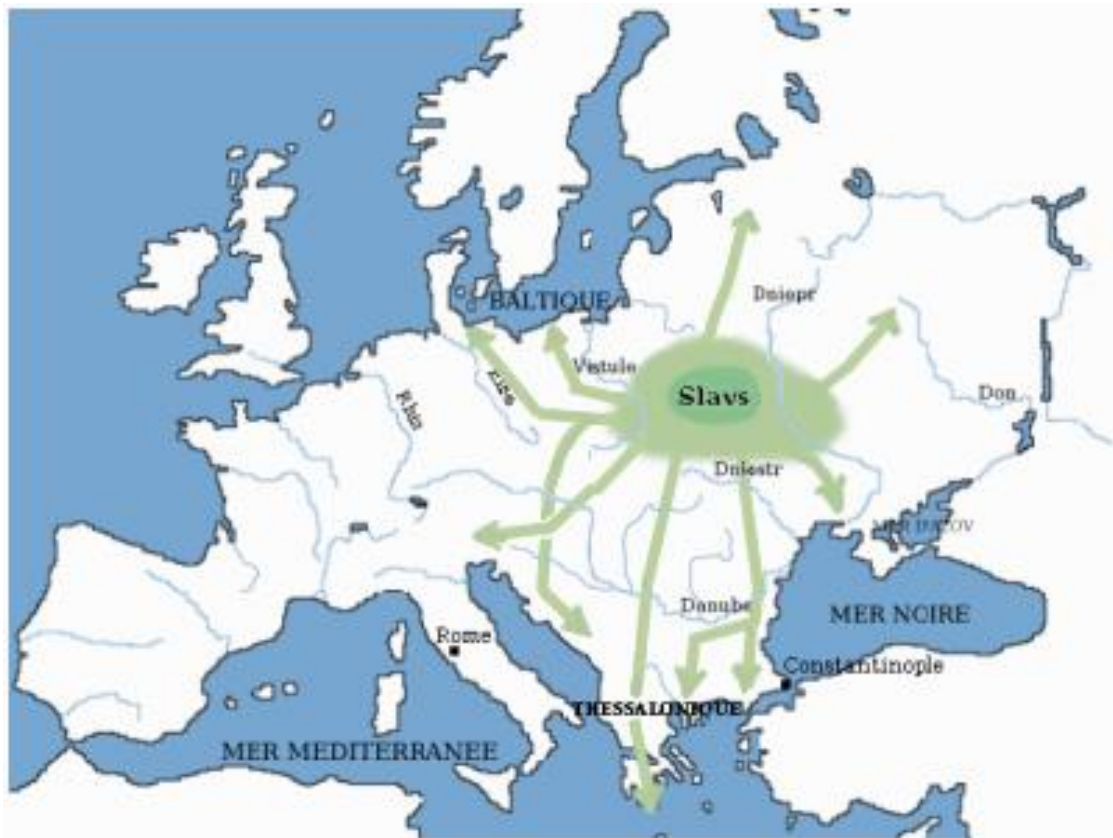 BALTIQUE
Dniepr
Vistule
Elbe
Rhin
Slavs
Don
Dniestr
MER D'AZOV
Danube
MER NOIRE
Rome
Constantinople
THESSALONIQUE
MER MEDITERRANEE